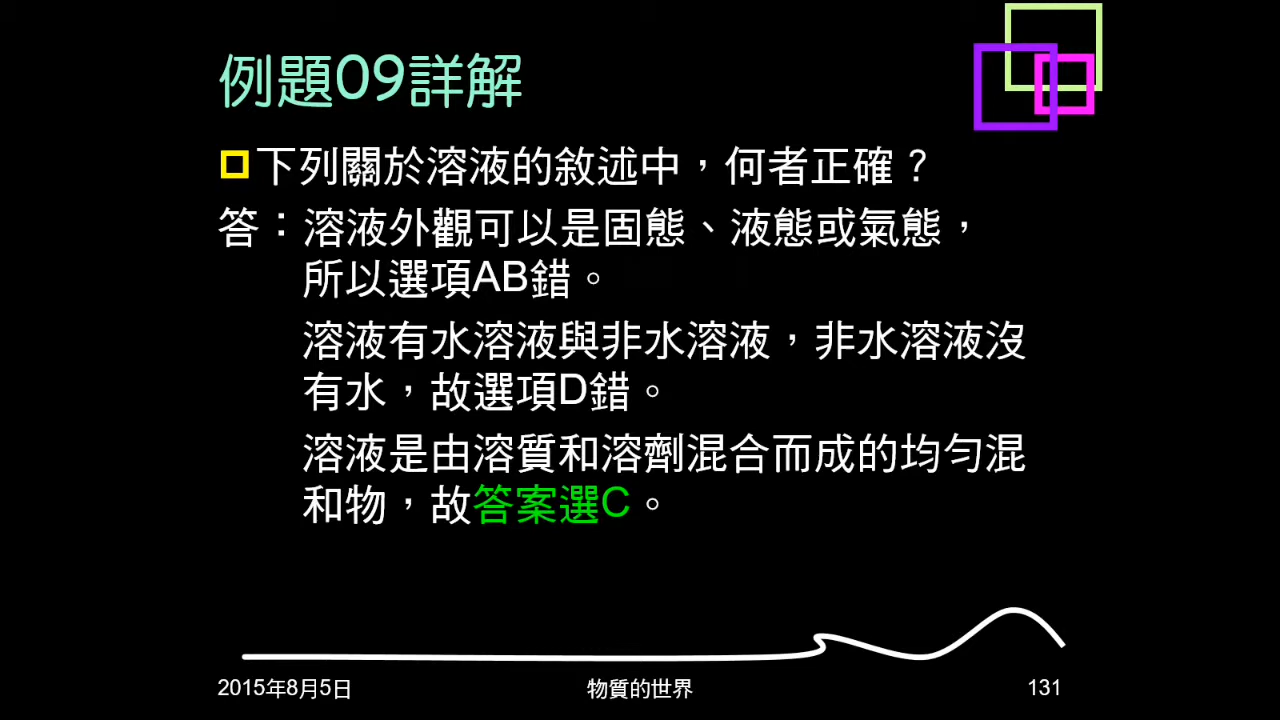 例題09詳解
下列關於溶液的敘述中，何者正確？
答：溶液外觀可以是固態、液態或氣態，
所以選項AB錯。
溶液有水溶液與非水溶液，非水溶液沒
有水，故選項D錯。
溶液是由溶質和溶劑混合而成的均勻混
和物，故答案選C。
2015年8月5日 物質的世界 131